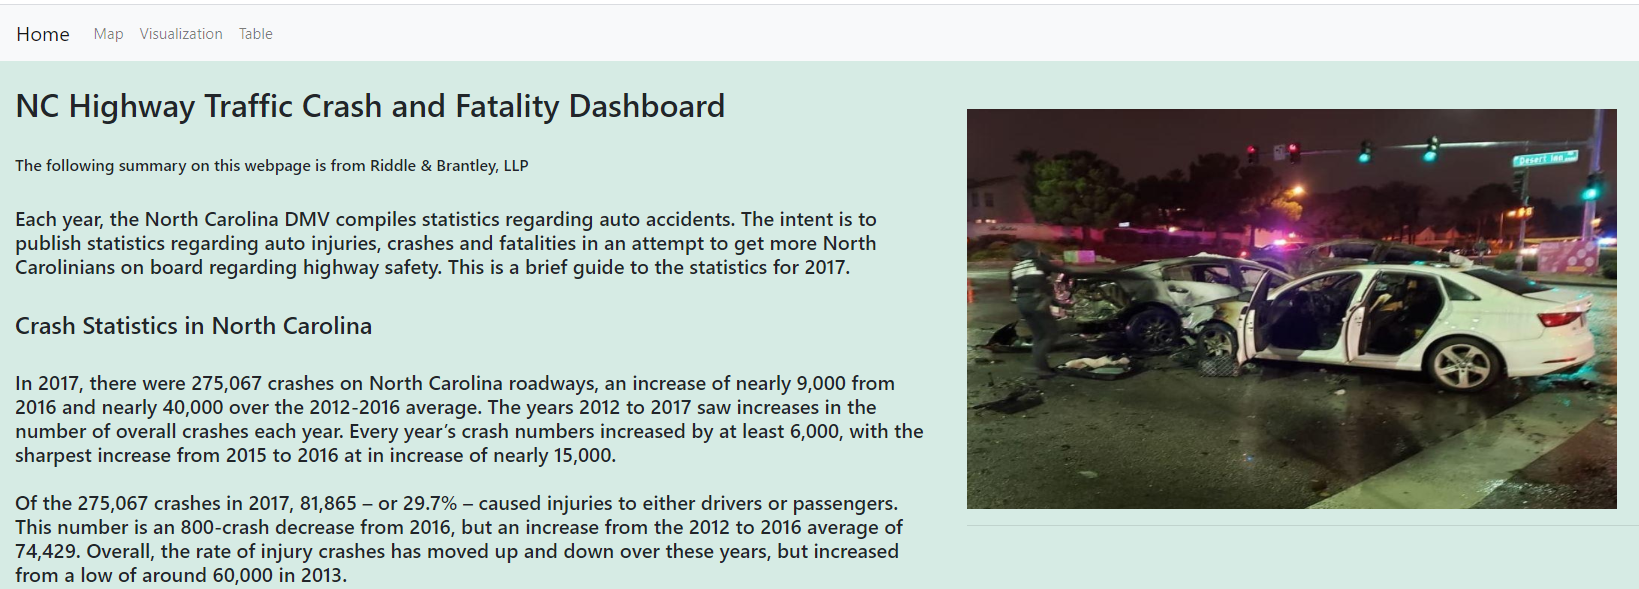 Home Map Visualization Table
NC Highway Traffic Crash and Fatality Dashboard
The following summary on this webpage is from Riddle & Brantley, LLP
Each year, the North Carolina DMV compiles statistics regarding auto accidents. The intent is to
publish statistics regarding auto injuries, crashes and fatalities in an attempt to get more North
Carolinians on board regarding highway safety. This is a brief guide to the statistics for 2017.
Crash Statistics in North Carolina
In 2017, there were 275,067 crashes on North Carolina roadways, an increase of nearly 9,000 from
2016 and nearly 40,000 over the 2012-2016 average. The years 2012 to 2017 saw increases in the
number of overall crashes each year. Every year’s crash numbers increased by at least 6,000, with the
sharpest increase from 2015 to 2016 at in increase of nearly 15,000.
Of the 275,067 crashes in 2017, 81,865 – or 29.7% – caused injuries to either drivers or passengers.
This number is an 800-crash decrease from 2016, but an increase from the 2012 to 2016 average of
74,429. Overall, the rate of injury crashes has moved up and down over these years, but increased
from a low of around 60,000 in 2013.
Desert Inn